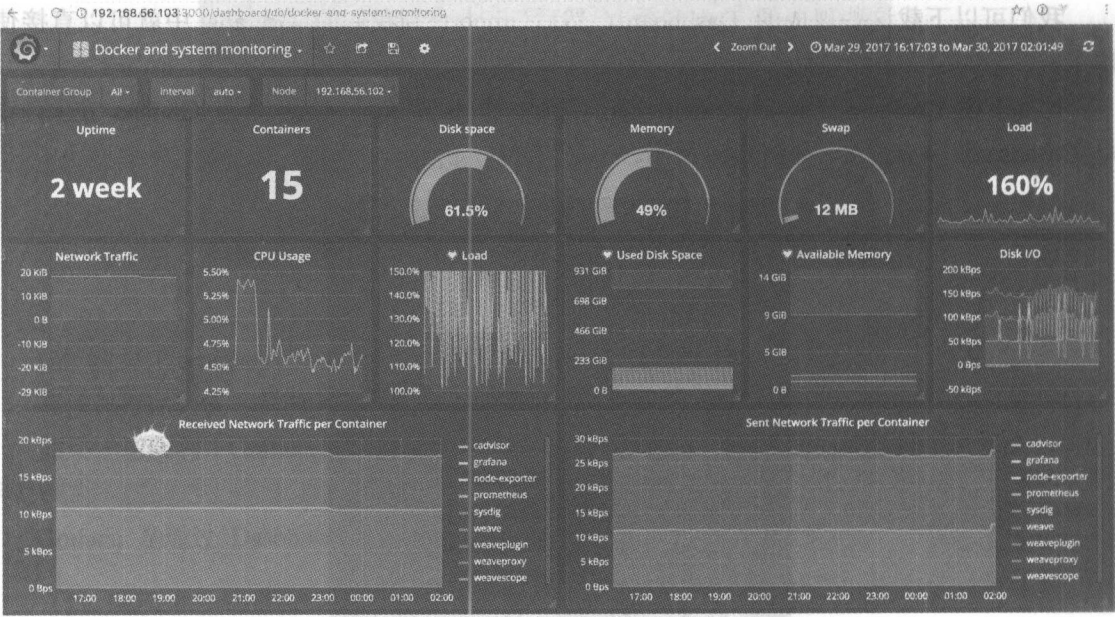 192.168.56.103:3000/dashboard/db/docker-and-system-monitoring
Docker and system monitoring
Zoom Out
Mar 29, 2017 16:17:03 to Mar 30, 2017 02:01:49
Container Group All Interval auto Node 192.168.56.102
Uptime
2 week
Containers
15
Disk space
61.5%
Memory
49%
Swap
12 MB
Load
160%
Network Traffic
20 KiB
10 KiB
0 B
-10 KiB
-20 KiB
-29 KiB
CPU Usage
5.50%
5.25%
5.00%
4.75%
4.50%
4.25%
Load
150.0%
140.0%
130.0%
120.0%
110.0%
100.0%
Used Disk Space
931 GiB
698 GiB
466 GiB
233 GiB
0 B
Available Memory
14 GiB
9 GiB
5 GiB
0 B
Disk I/O
200 kBps
150 kBps
100 kBps
50 kBps
0 Bps
-50 kBps
Received Network Traffic per Container
20 kBps
15 kBps
10 kBps
5 kBps
0 Bps
17:00 18:00 19:00 20:00 21:00 22:00 23:00 00:00 01:00 02:00
cadvisor
grafana
node-exporter
prometheus
sysdig
weave
weaveplugin
weaveproxy
weavescope
Sent Network Traffic per Container
30 kBps
25 kBps
20 kBps
15 kBps
10 kBps
5 kBps
0 Bps
17:00 18:00 19:00 20:00 21:00 22:00 23:00 00:00 01:00 02:00
cadvisor
grafana
node-exporter
prometheus
sysdig
weave
weaveplugin
weaveproxy
weavescope